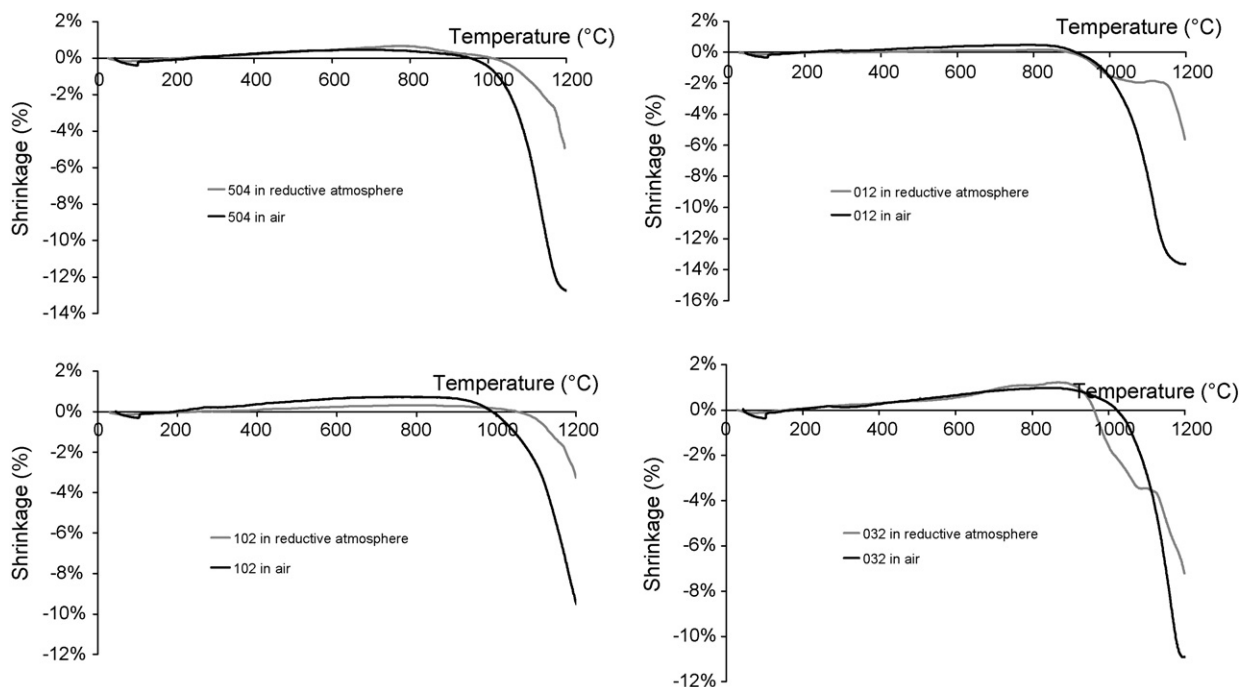 2%
Temperature (°C)
0%
0 200 400 600 800 1000 1200
-2%
-4%
-6%
-8%
-10%
-12%
-14%
Shrinkage (%)
504 in reductive atmosphere
504 in air
2%
Temperature (°C)
0%
0 200 400 600 800 1000 1200
-2%
-4%
-6%
-8%
-10%
-12%
-14%
-16%
Shrinkage (%)
012 in reductive atmosphere
012 in air
2%
Temperature (°C)
0%
0 200 400 600 800 1000 1200
-2%
-4%
-6%
-8%
-10%
-12%
Shrinkage (%)
102 in reductive atmosphere
102 in air
2%
Temperature (°C)
0%
0 200 400 600 800 1000 1200
-2%
-4%
-6%
-8%
-10%
-12%
Shrinkage (%)
032 in reductive atmosphere
032 in air